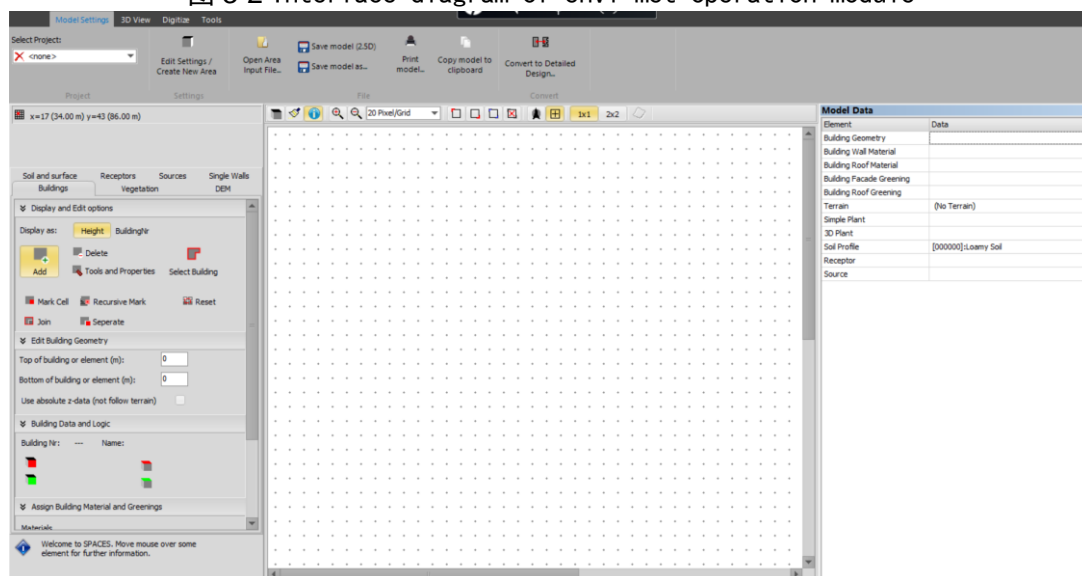 Model Settings 3D View Digitize Tools
Select Project:
<none>
Edit Settings /
Create New Area
Open Area
Input File...
Save model (2.5D)
Save model as...
Print
model...
Copy model to
clipboard
Convert to Detailed
Design...
Project Settings File Convert
x=17 (34.00 m) y=43 (86.00 m)
20 Pixel/Grid
1x1 2x2
Soil and surface Receptors Sources Single Walls
Buildings Vegetation DEM
Display and Edit options
Display as: Height BuildingNr
Add
Delete
Tools and Properties
Select Building
Mark Cell Recursive Mark Reset
Join Seperate
Edit Building Geometry
Top of building or element (m): 0
Bottom of building or element (m): 0
Use absolute z-data (not follow terrain)
Building Data and Logic
Building Nr: --- Name:
Assign Building Material and Greenings
Materials
Welcome to SPACES. Move mouse over some
element for further information.
Model Data
Element Data
Building Geometry
Building Wall Material
Building Roof Material
Building Facade Greening
Building Roof Greening
Terrain (No Terrain)
Simple Plant
3D Plant
Soil Profile [000000]:Loamy Soil
Receptor
Source